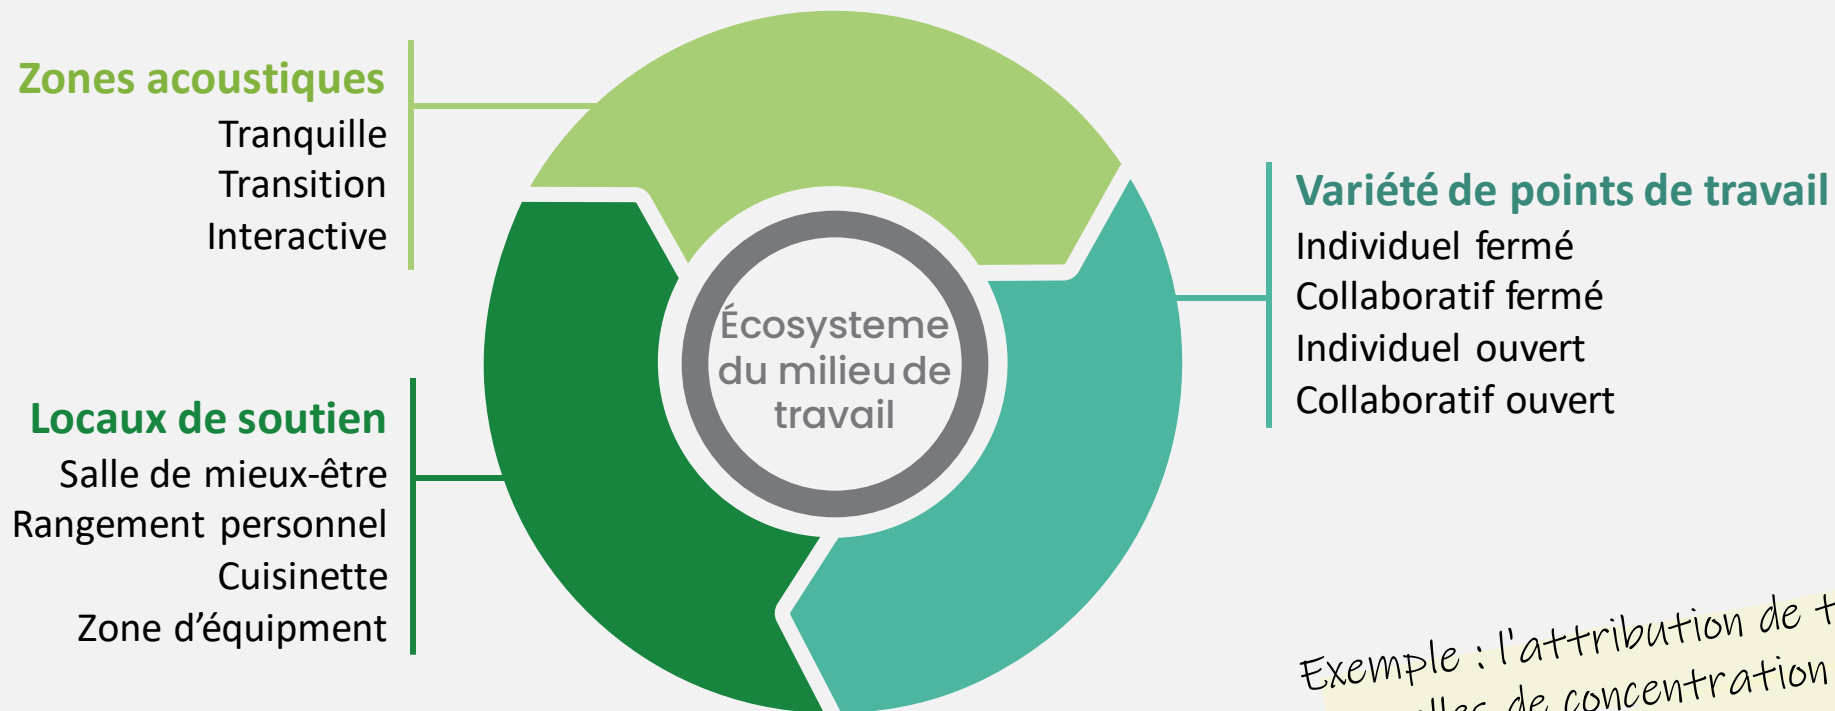 Zones acoustiques
Tranquille
Transition
Interactive
Locaux de soutien
Salle de mieux-être
Rangement personnel
Cuisinette
Zone d’équipment
Écosysteme
du milieu de
travail
Variété de points de travail
Individuel fermé
Collaboratif fermé
Individuel ouvert
Collaboratif ouvert
Exemple : l'attribution de
de concentration